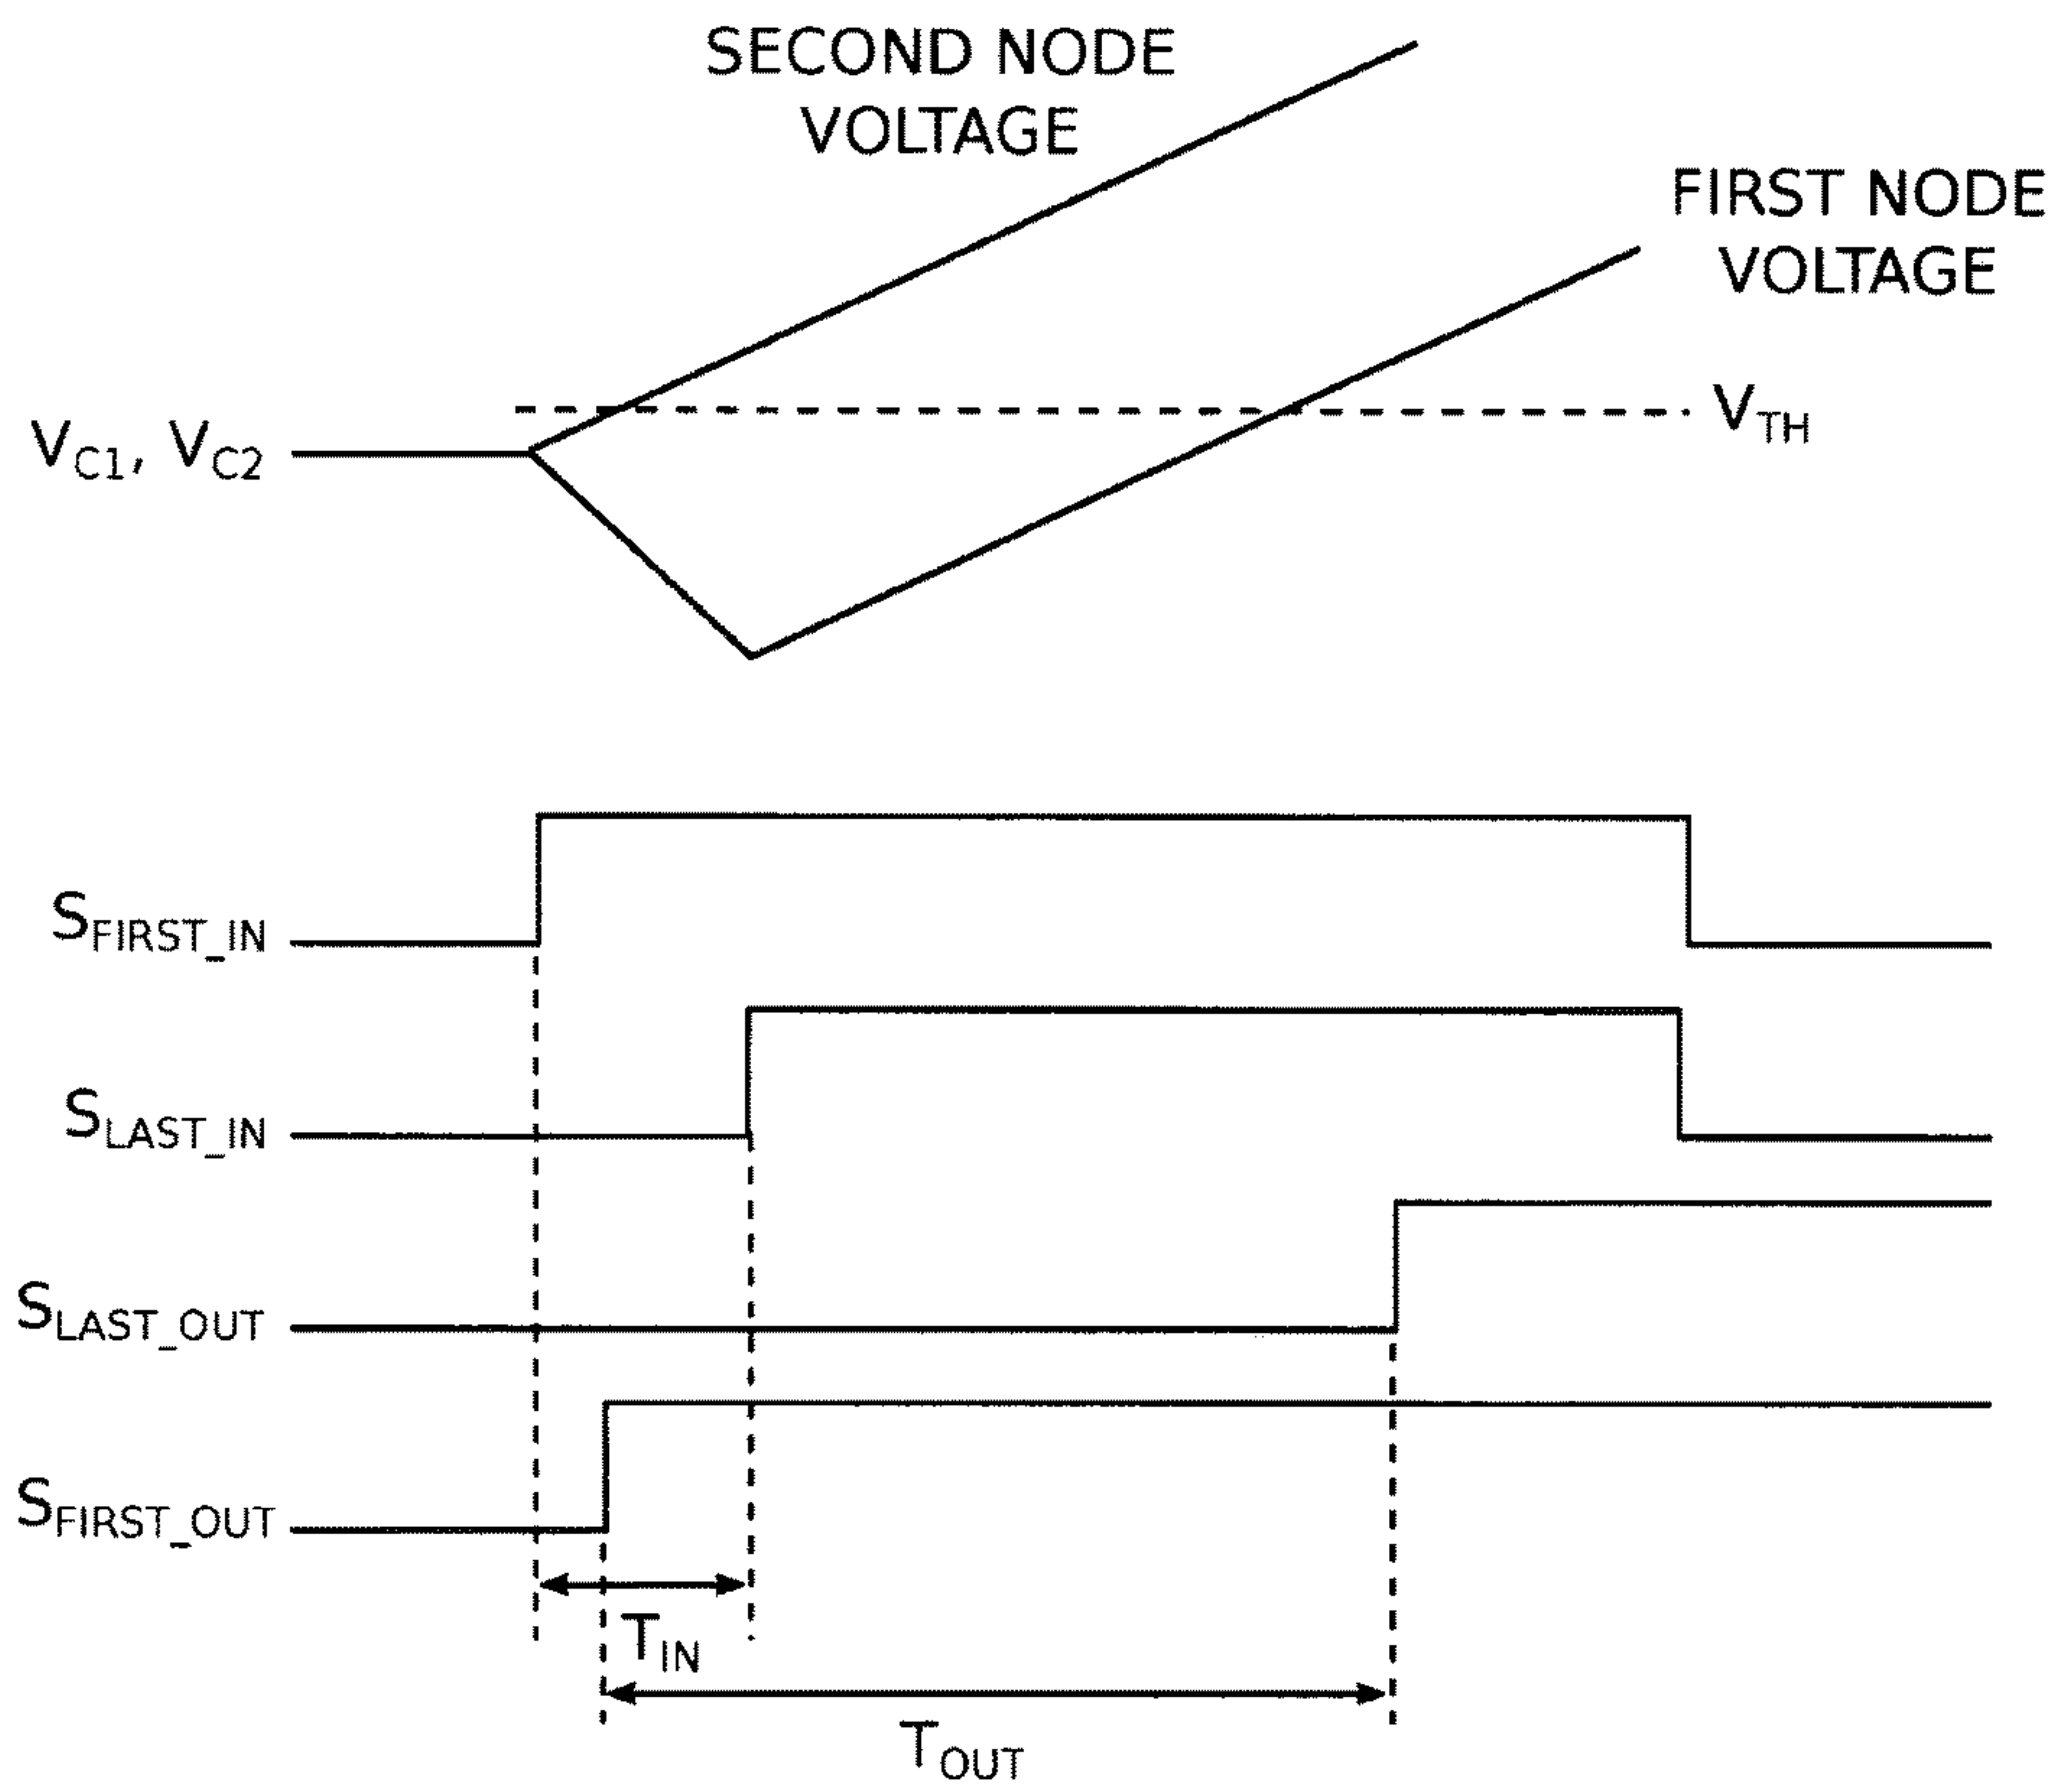 SECOND NODE
VOLTAGE
FIRST NODE
VOLTAGE
V_TH
V_C1, V_C2
S_FIRST_IN
S_LAST_IN
S_LAST_OUT
S_FIRST_OUT
T_IN
T_OUT